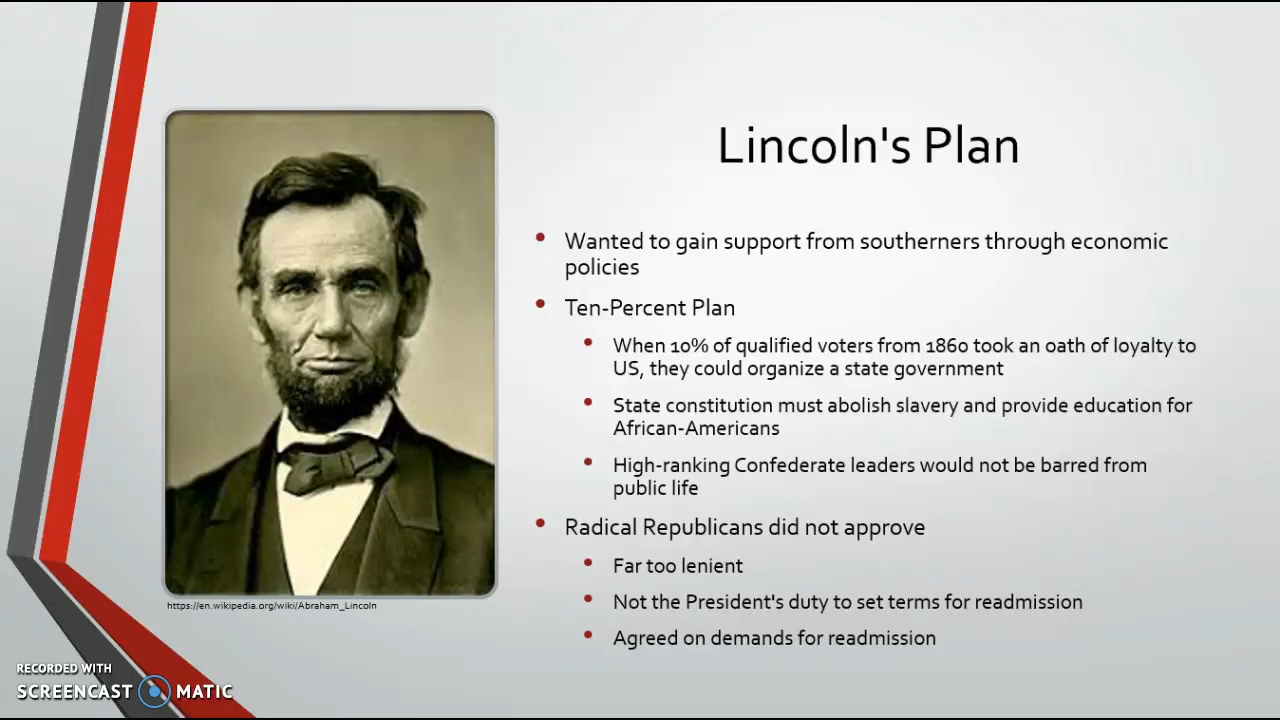 Lincoln's Plan
Wanted to gain support from southerners through economic
policies
Ten-Percent Plan
When 10% of qualified voters from 1860 took an oath of loyalty to
US, they could organize a state government
State constitution must abolish slavery and provide education for
African-Americans
High-ranking Confederate leaders would not be barred from
public life
Radical Republicans did not approve
Far too lenient
Not the President's duty to set terms for readmission
Agreed on demands for readmission
https://en.wikipedia.org/wiki/Abraham_Lincoln
RECORDED WITH
SCREENCAST MATIC